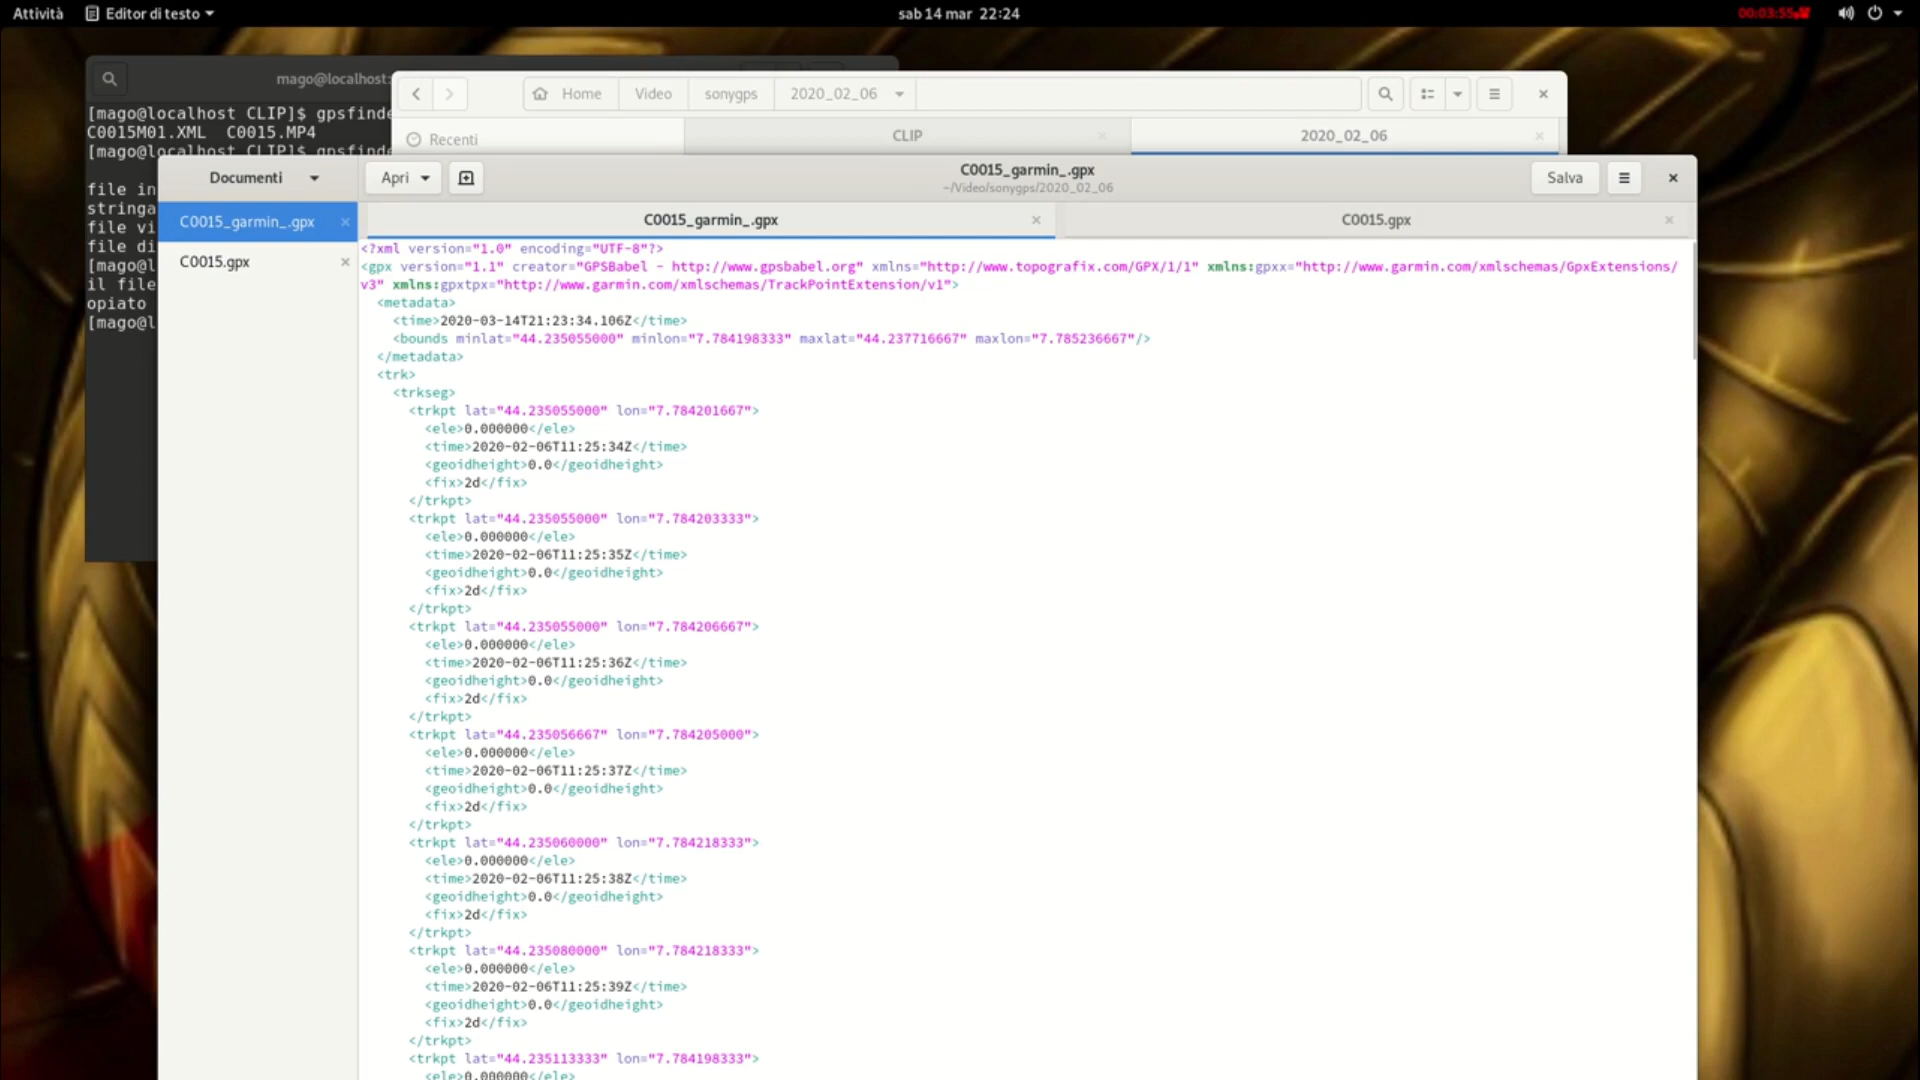 Attività Editor di testo sab 14 mar 22:24 00:03:55
mago@localhost:
[mago@localhost CLIP]$ gpsfinde
C0015M01.XML C0015.MP4
[mago@localhost CLIP]$ gpsfinde
file in
stringa
file vi
file di
[mago@l
il file
opiato
[mago@l
Home Video sonygps 2020_02_06
Recenti CLIP 2020_02_06
Documenti Apri C0015_garmin_.gpx Salva
~/Video/sonygps/2020_02_06
C0015_garmin_.gpx
C0015.gpx
C0015_garmin_.gpx C0015.gpx
<?xml version="1.0" encoding="UTF-8"?>
<gpx version="1.1" creator="GPSBabel - http://www.gpsbabel.org" xmlns="http://www.topografix.com/GPX/1/1" xmlns:gpxx="http://www.garmin.com/xmlschemas/GpxExtensions/
v3" xmlns:gpxtpx="http://www.garmin.com/xmlschemas/TrackPointExtension/v1">
<metadata>
<time>2020-03-14T21:23:34.106Z</time>
<bounds minlat="44.235055000" minlon="7.784198333" maxlat="44.237716667" maxlon="7.785236667"/>
</metadata>
<trk>
<trkseg>
<trkpt lat="44.235055000" lon="7.784201667">
<ele>0.000000</ele>
<time>2020-02-06T11:25:34Z</time>
<geoidheight>0.0</geoidheight>
<fix>2d</fix>
</trkpt>
<trkpt lat="44.235055000" lon="7.784203333">
<ele>0.000000</ele>
<time>2020-02-06T11:25:35Z</time>
<geoidheight>0.0</geoidheight>
<fix>2d</fix>
</trkpt>
<trkpt lat="44.235055000" lon="7.784206667">
<ele>0.000000</ele>
<time>2020-02-06T11:25:36Z</time>
<geoidheight>0.0</geoidheight>
<fix>2d</fix>
</trkpt>
<trkpt lat="44.235056667" lon="7.784205000">
<ele>0.000000</ele>
<time>2020-02-06T11:25:37Z</time>
<geoidheight>0.0</geoidheight>
<fix>2d</fix>
</trkpt>
<trkpt lat="44.235060000" lon="7.784218333">
<ele>0.000000</ele>
<time>2020-02-06T11:25:38Z</time>
<geoidheight>0.0</geoidheight>
<fix>2d</fix>
</trkpt>
<trkpt lat="44.235080000" lon="7.784218333">
<ele>0.000000</ele>
<time>2020-02-06T11:25:39Z</time>
<geoidheight>0.0</geoidheight>
<fix>2d</fix>
</trkpt>
<trkpt lat="44.235113333" lon="7.784198333">
<ele>0.000000</ele>